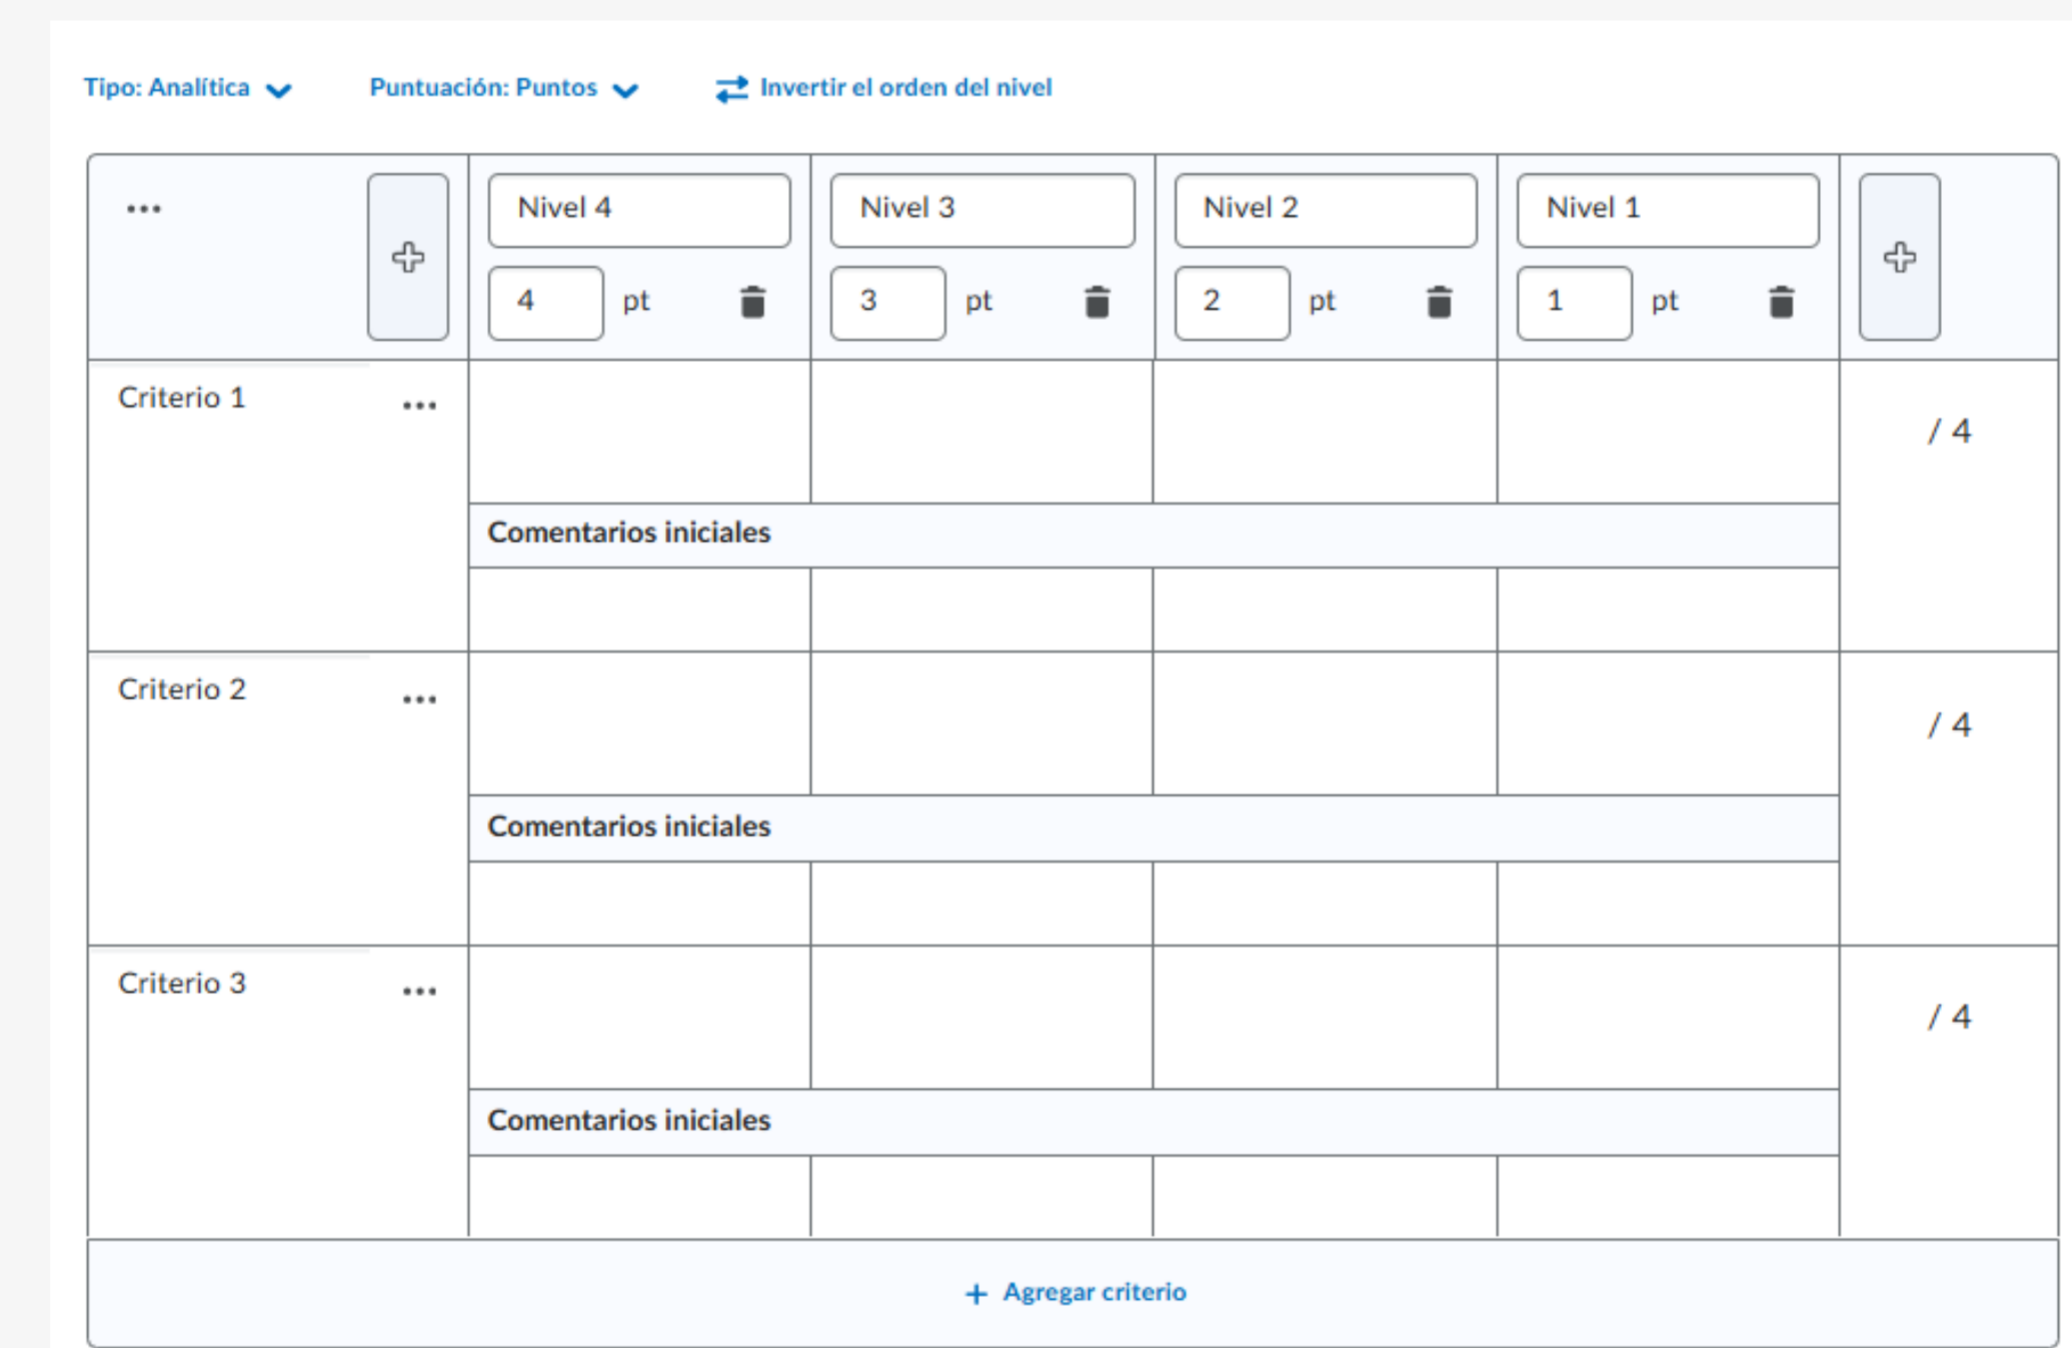 Tipo: Analítica Puntuación: Puntos Invertir el orden del nivel
Nivel 4 Nivel 3 Nivel 2 Nivel 1
4 pt 3 pt 2 pt 1 pt
Criterio 1
/ 4
Comentarios iniciales
Criterio 2
/ 4
Comentarios iniciales
Criterio 3
/ 4
Comentarios iniciales
+ Agregar criterio